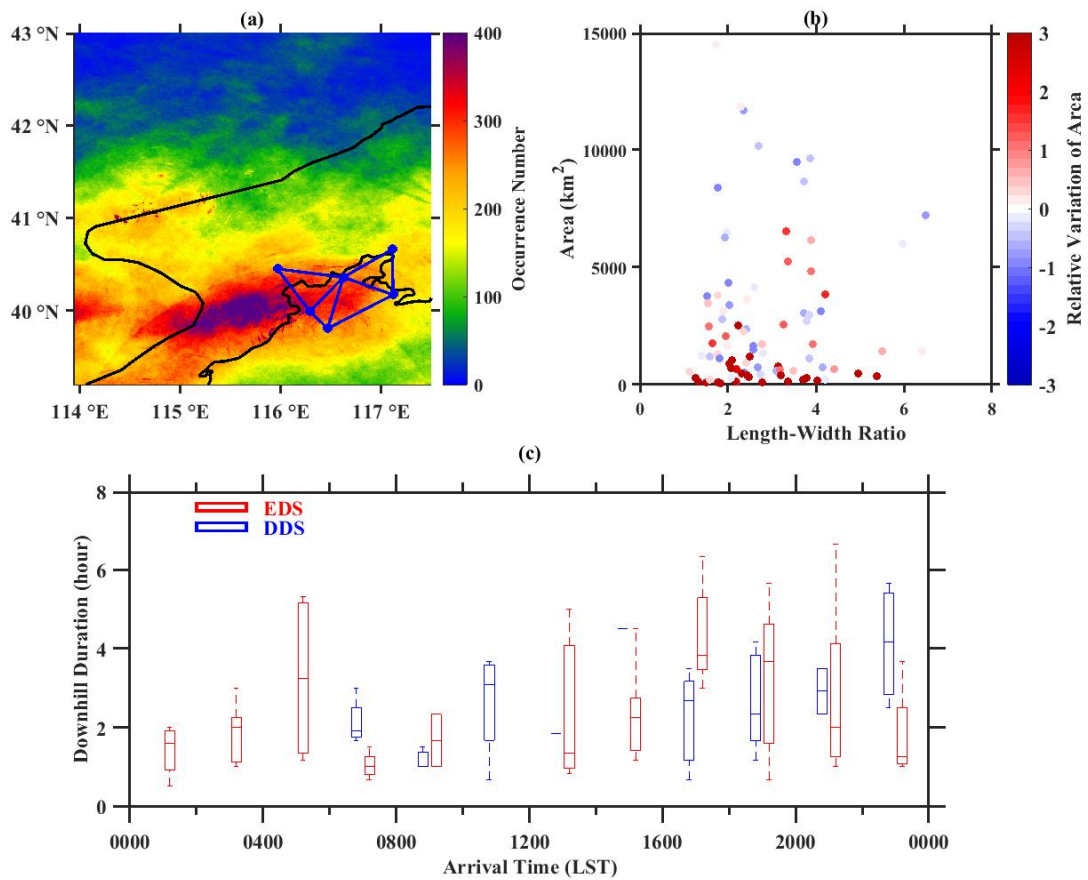 (a)
43 °N
42 °N
41 °N
40 °N
114 °E 115 °E 116 °E 117 °E
400
300
200
100
0
Occurrence Number
(b)
15000
10000
5000
0
Area (km²)
0 2 4 6 8
Length-Width Ratio
3
2
1
0
-1
-2
-3
Relative Variation of Area
(c)
8
6
4
2
0
Downhill Duration (hour)
EDS
DDS
0000 0400 0800 1200 1600 2000 0000
Arrival Time (LST)